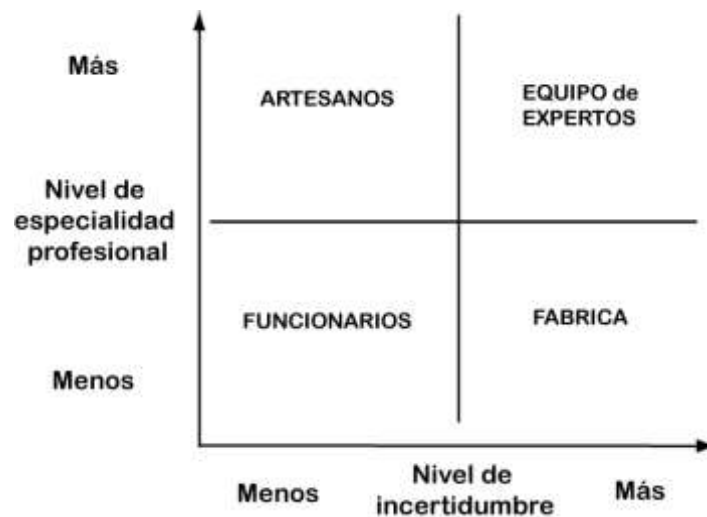 Más
ARTESANOS
EQUIPO de
EXPERTOS
Nivel de
especialidad
profesional
FUNCIONARIOS
FABRICA
Menos
Menos
Nivel de
incertidumbre
Más